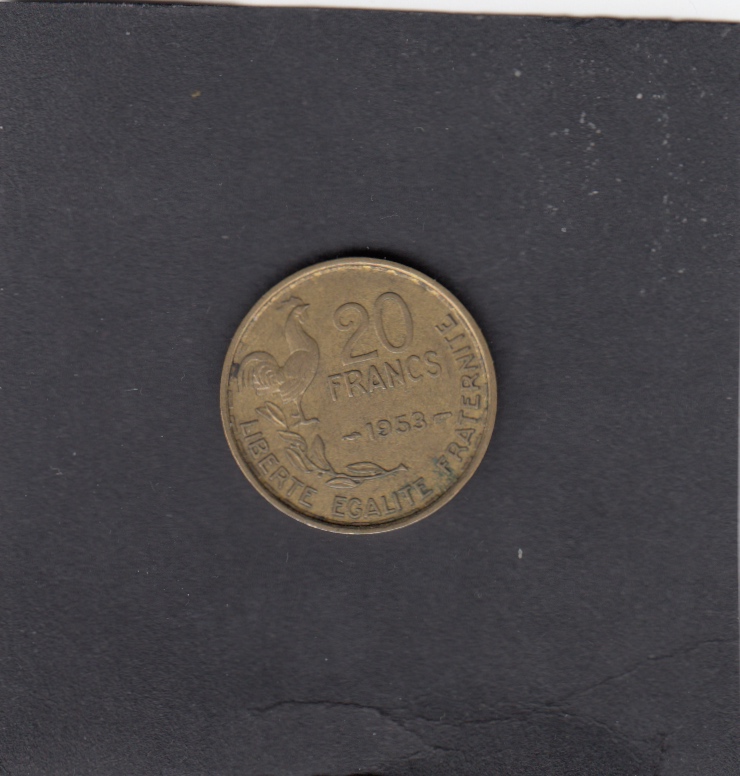 20
FRANCS
1953
LIBERTE EGALITE FRATERNITE